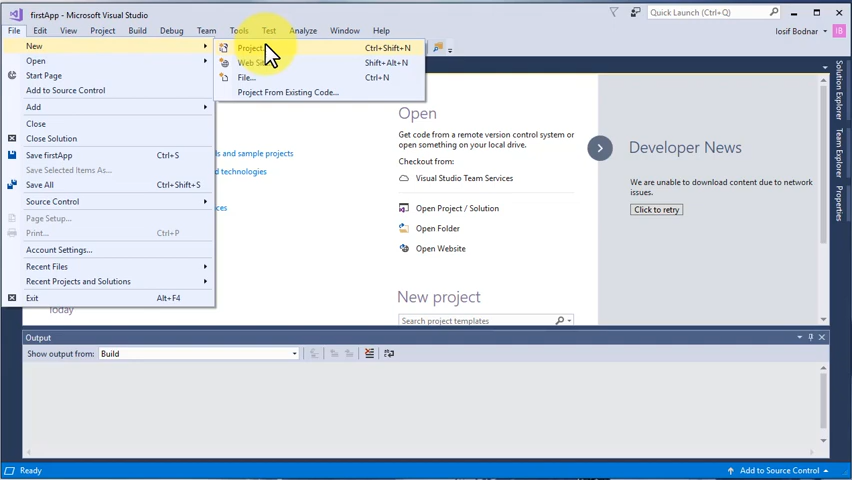 firstApp - Microsoft Visual Studio
Quick Launch (Ctrl+Q)
File Edit View Project Build Debug Team Tools Test Analyze Window Help
Iosif Bodnar IB
New
Project... Ctrl+Shift+N
Web Shift+Alt+N
File... Ctrl+N
Project From Existing Code...
Open
Start Page
Add to Source Control
Add
Close
Close Solution
Save firstApp Ctrl+S
Save Selected Items As...
Save All Ctrl+Shift+S
Source Control
Page Setup...
Print... Ctrl+P
Account Settings...
Recent Files
Recent Projects and Solutions
Exit Alt+F4
Today
and sample projects
technologies
Open
Get code from a remote version control system or
open something on your local drive.
Checkout from:
Visual Studio Team Services
Open Project / Solution
Open Folder
Open Website
New project
Search project templates
Developer News
We are unable to download content due to network
issues.
Click to retry
Solution Explorer
Team Explorer
Properties
Output
Show output from: Build
Ready
Add to Source Control